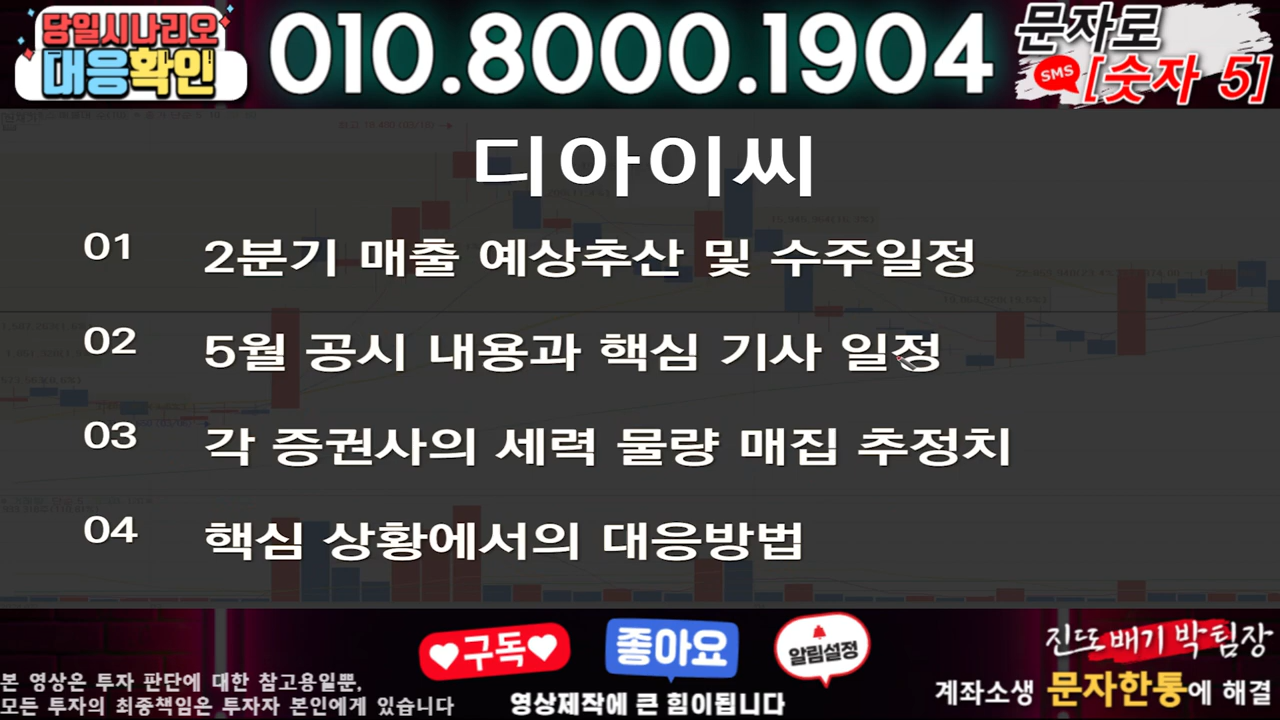 당일시나리오
대응확인
010.8000.1904
문자로
SMS
[숫자 5]
디아이씨
01 2분기 매출 예상추산 및 수주일정
02 5월 공시 내용과 핵심 기사 일정
03 각 증권사의 세력 물량 매집 추정치
04 핵심 상황에서의 대응방법
구독
좋아요
알림설정
영상제작에 큰 힘이됩니다
본 영상은 투자 판단에 대한 참고용일뿐,
모든 투자의 최종책임은 투자자 본인에게 있습니다
진또배기 박팀장
계좌소생 문자한통에 해결